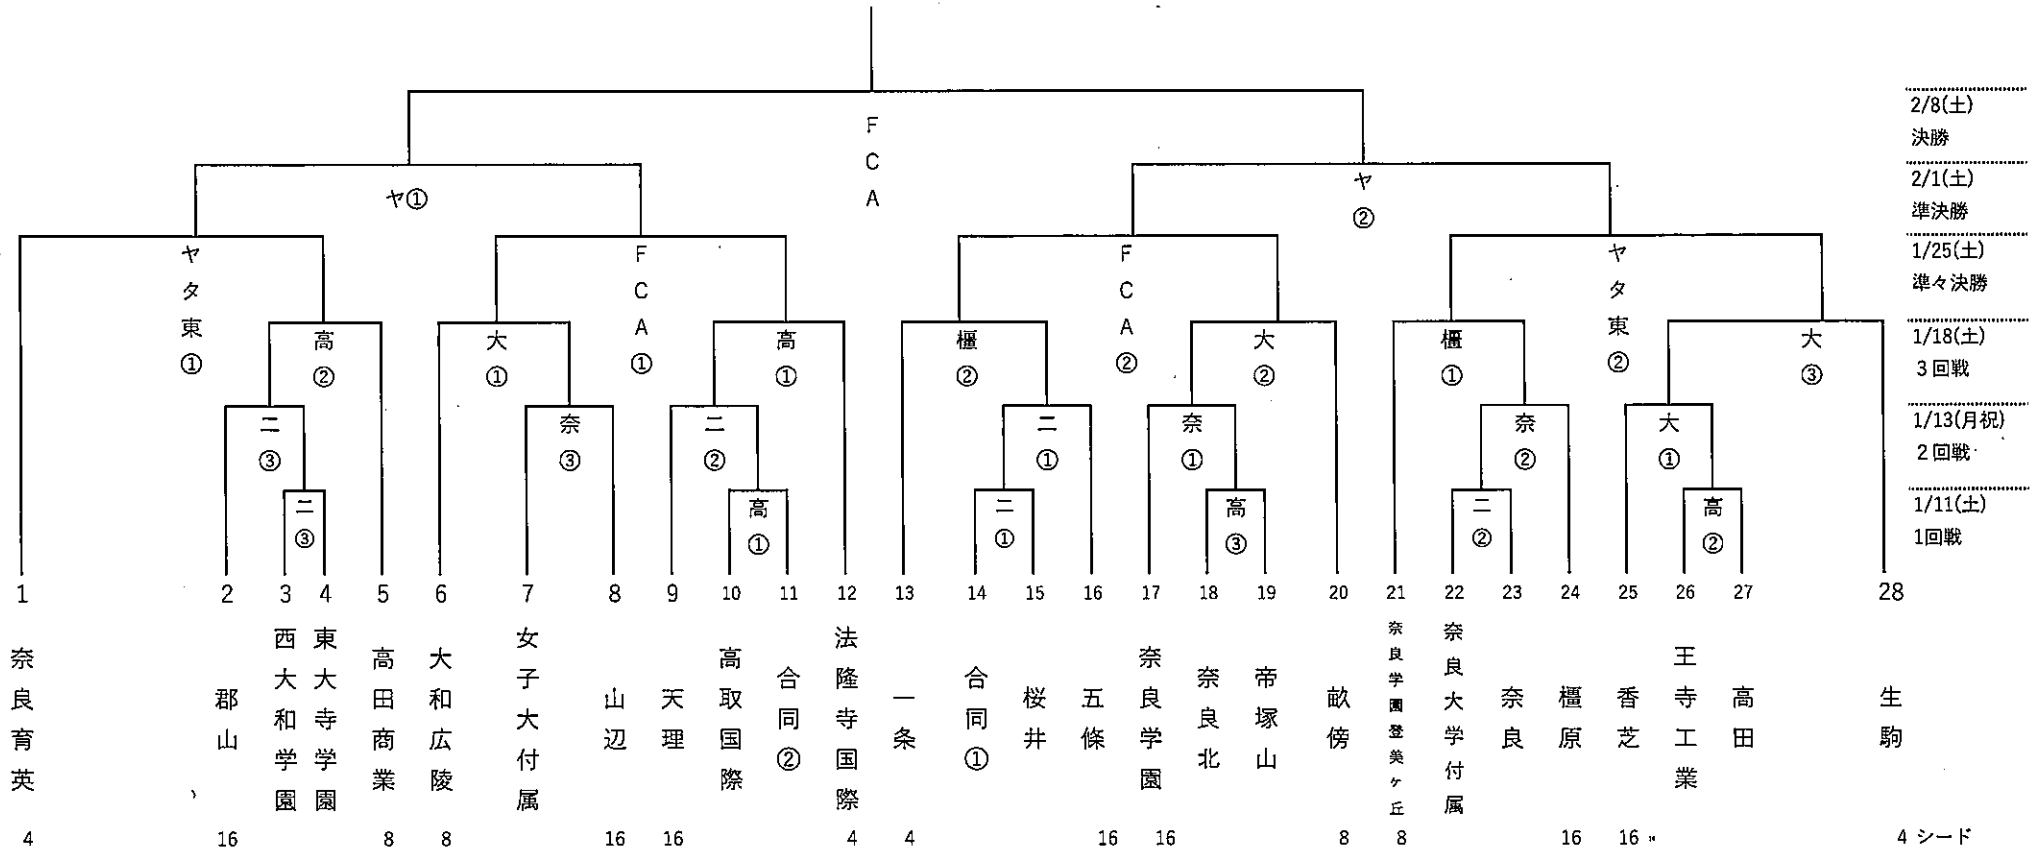 2/8(土)
決勝
FCA
2/1(土)
準決勝
ヤ①
ヤ②
1/25(土)
準々決勝
ヤタ東①
FCA①
FCA②
ヤタ東②
1/18(土)
3回戦
高②
大①
高①
橿②
大②
橿①
大③
1/13(月祝)
2回戦
二③
奈③
二②
二①
奈①
奈②
大①
1/11(土)
1回戦
二③
高①
二①
高③
二②
高②
1 2 3 4 5 6 7 8 9 10 11 12 13 14 15 16 17 18 19 20 21 22 23 24 25 26 27 28
奈良育英
郡山
西大和学園
東大寺学園
高田商業
大和広陵
女子大付属
山辺
天理
高取国際
合同②
法隆寺国際
一条
合同①
桜井
五條
奈良学園
奈良北
帝塚山
畝傍
奈良学園登美ヶ丘
奈良大学付属
奈良
橿原
香芝
王寺工業
高田
生駒
4 16 8 8 16 16 4 4 16 16 8 8 16 16 4 シード